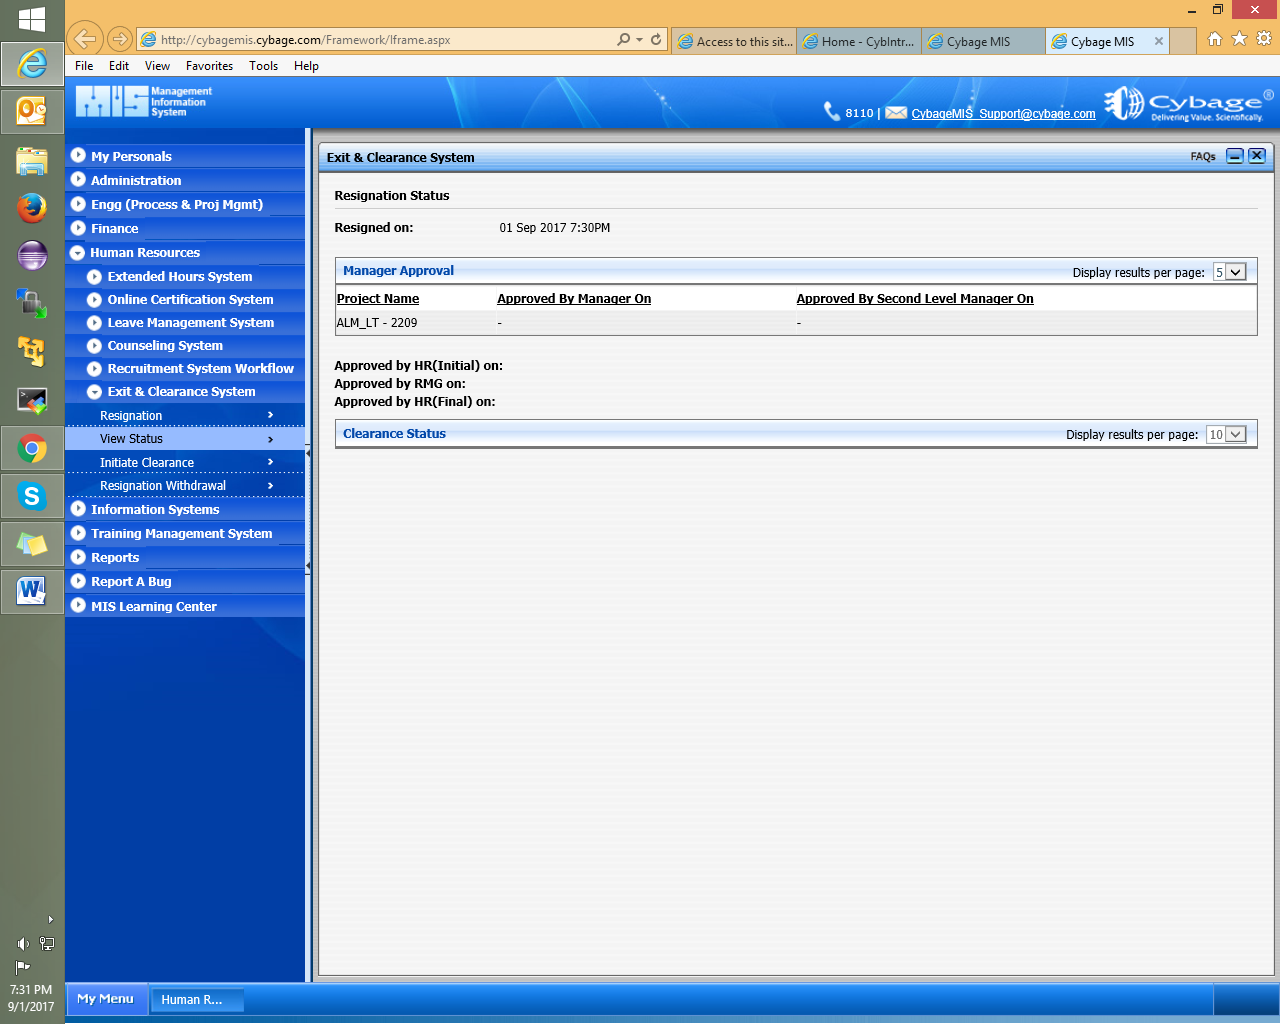 http://cybagemis.cybage.com/Framework/Iframe.aspx
Access to this sit...
Home - CybIntr...
Cybage MIS
Cybage MIS
File Edit View Favorites Tools Help
MIS Management Information System
8110 | CybageMIS_Support@cybage.com
Cybage®
Delivering Value. Scientifically.
My Personals
Administration
Engg (Process & Proj Mgmt)
Finance
Human Resources
Extended Hours System
Online Certification System
Leave Management System
Counseling System
Recruitment System Workflow
Exit & Clearance System
Resignation
View Status
Initiate Clearance
Resignation Withdrawal
Information Systems
Training Management System
Reports
Report A Bug
MIS Learning Center
Exit & Clearance System FAQs
Resignation Status
Resigned on: 01 Sep 2017 7:30PM
Manager Approval Display results per page: 5
Project Name Approved By Manager On Approved By Second Level Manager On
ALM_LT - 2209 - -
Approved by HR(Initial) on:
Approved by RMG on:
Approved by HR(Final) on:
Clearance Status Display results per page: 10
7:31 PM
9/1/2017
My Menu Human R...